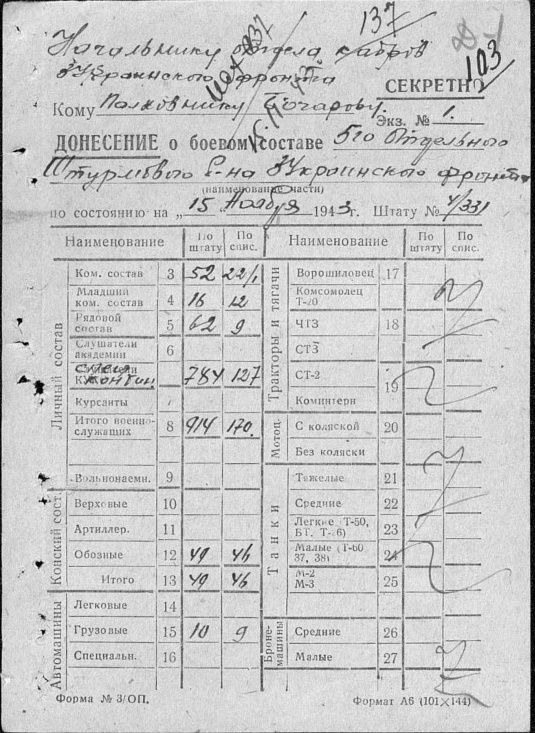 137
Начальнику отдела кадров
3 Украинского фронта
СЕКРЕТНО
103
Кому Полковнику Бочарову.
Экз. № 1.
ДОНЕСЕНИЕ о боевом составе 5го Отдельного
Штурмового б-на 3 Украинского фронта
(наименование части)
по состоянию на „15 Ноября 1943г. Штату № 4/331
Наименование По штату По спис. Наименование По штату По спис.
Личный состав
Ком. состав 3 52 22/1
Младший ком. состав 4 16 12
Рядовой состав 5 62 9
Слушатели академии 6
Спец Контин. 784 127
Курсанты
Итого военнослужащих 8 914 170.
Вольнонаемн. 9
Конский сост.
Верховые 10
Артиллер. 11
Обозные 12 49 46
Итого 13 49 46
Автомашины
Легковые 14
Грузовые 15 10 9
Специальн. 16
Тракторы и тягачи
Ворошиловец 17
Комсомолец Т-20
ЧТЗ 18
СТЗ
СТ-2 19
Коминтерн
Мотоц.
С коляской 20
Без коляски
Танки
Тяжелые 21
Средние 22
Легкие (Т-50, БТ, Т-26) 23
Малые (Т-60 37, 38) 24
М-2
М-3 25
Бронемашины
Средние 26
Малые 27
Форма № 3/ОП.
Формат А6 (101×144)